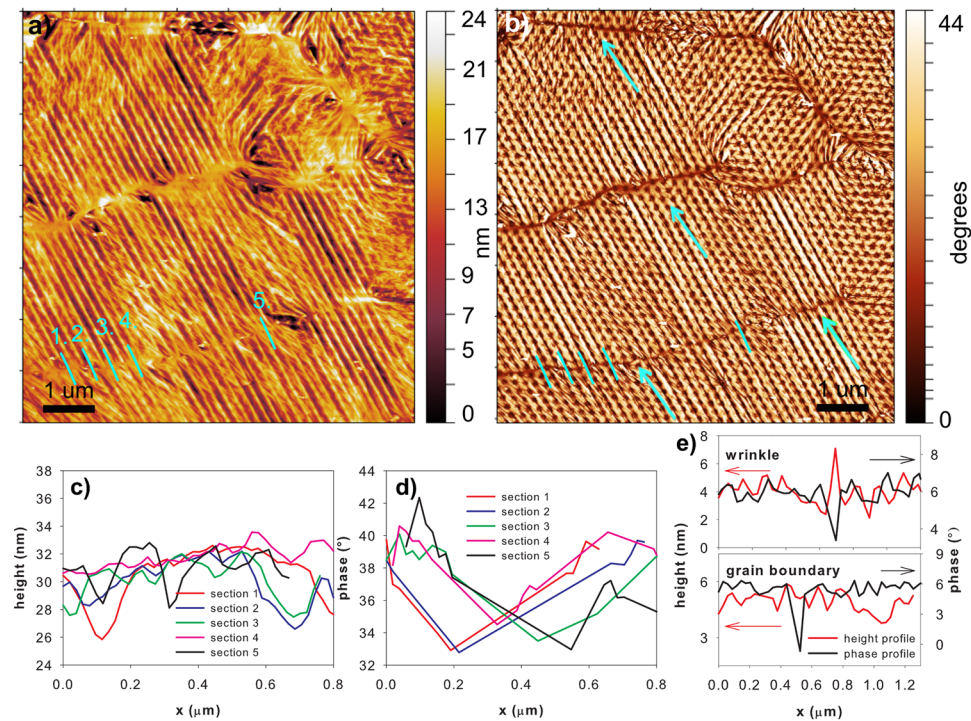 a)
24
21
17
13
nm
9
7
5
2
0
1. 2. 3. 4. 5.
1 um
b)
44
degrees
0
1 um
c)
38
36
34
32
30
28
26
24
height (nm)
section 1
section 2
section 3
section 4
section 5
0.0 0.2 0.4 0.6 0.8
x (µm)
d)
44
42
40
38
36
34
32
phase (°)
section 1
section 2
section 3
section 4
section 5
0.0 0.2 0.4 0.6 0.8
x (µm)
e)
wrinkle
8
6
4
2
0
8
6
4
height (nm)
phase (°)
grain boundary
6
3
9
6
3
0
height profile
phase profile
0.0 0.2 0.4 0.6 0.8 1.0 1.2
x (µm)